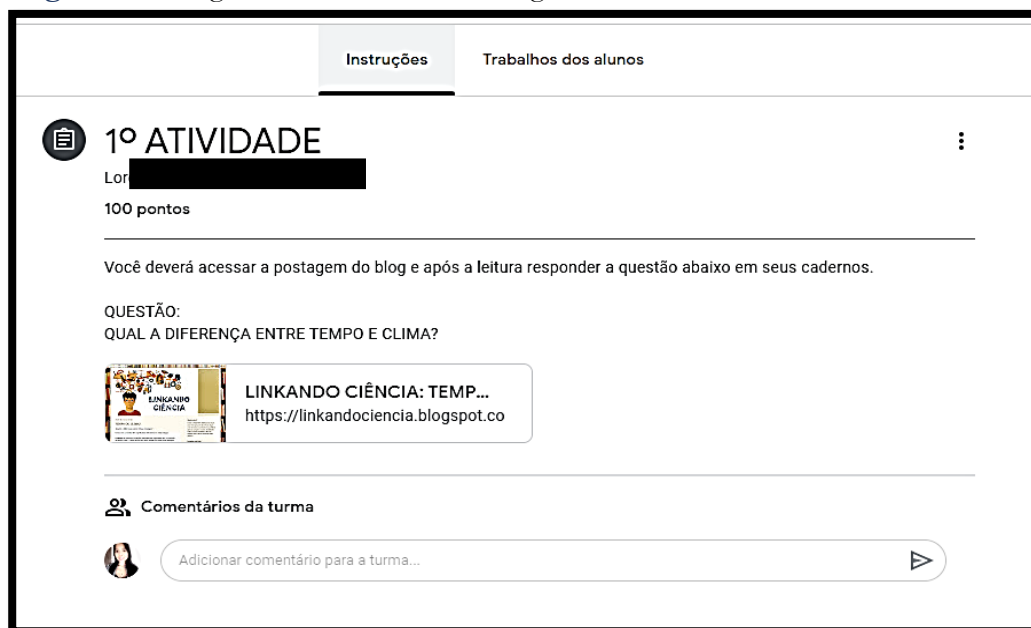 Instruções Trabalhos dos alunos
1º ATIVIDADE
Lor
100 pontos
Você deverá acessar a postagem do blog e após a leitura responder a questão abaixo em seus cadernos.
QUESTÃO:
QUAL A DIFERENÇA ENTRE TEMPO E CLIMA?
LINKANDO CIÊNCIA
LINKANDO CIÊNCIA: TEMP...
https://linkandociencia.blogspot.co
Comentários da turma
Adicionar comentário para a turma...